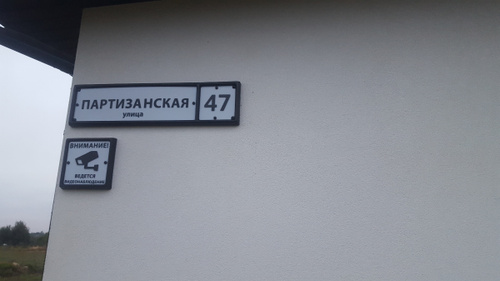 ПАРТИЗАНСКАЯ 47
улица
ВНИМАНИЕ!
ВЕДЕТСЯ
ВИДЕОНАБЛЮДЕНИЕ